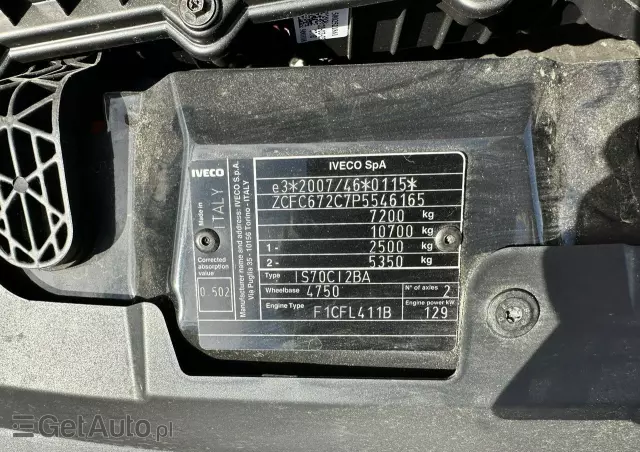 IVECO SpA
e3*2007/46*0115*
ZCFC672C7P5546165
7200 kg
10700 kg
1- 2500 kg
2- 5350 kg
Type IS70CI2BA
Wheelbase 4750 N° of axles 2
Engine Type F1CFL411B Engine power kW 129
IVECO
Made in ITALY
Corrected absorption value
0.502
Manufacturer name and address: IVECO S.p.A.
Via Puglia 35 - 10156 Torino - ITALY
GetAuto.pl